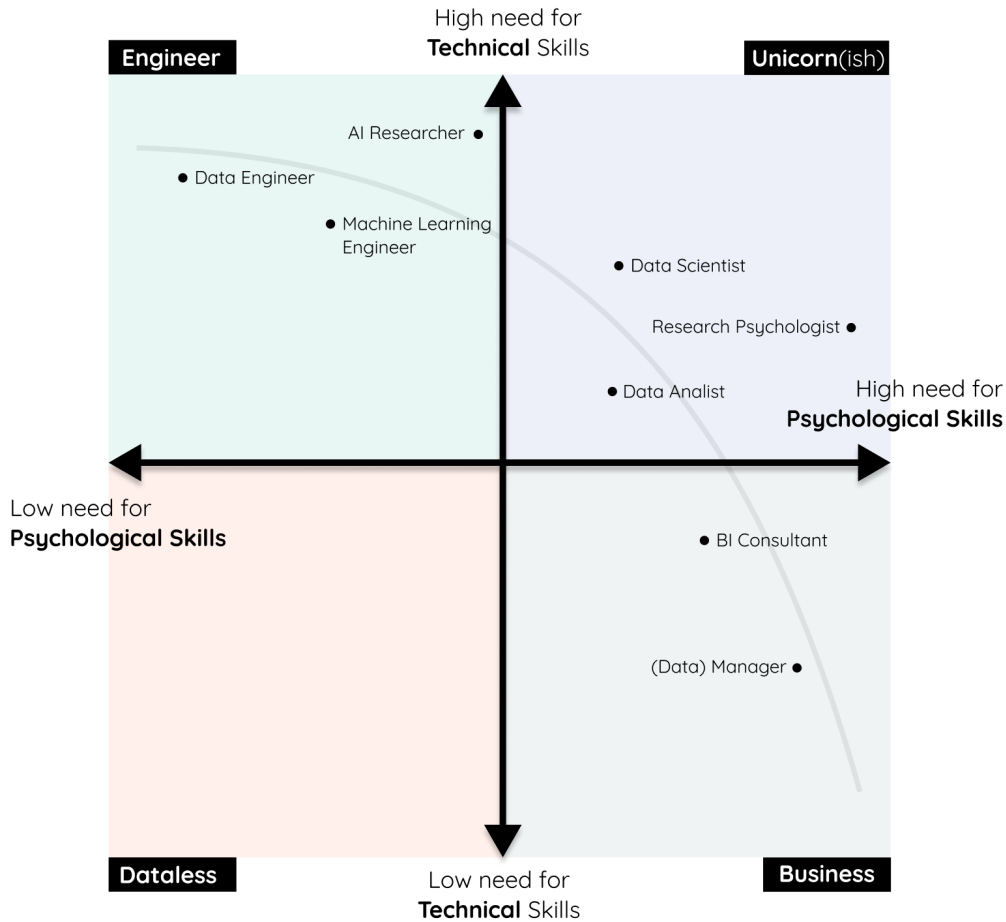 High need for
Technical Skills
Engineer
Unicorn(ish)
AI Researcher
Data Engineer
Machine Learning
Engineer
Data Scientist
Research Psychologist
Data Analist
High need for
Psychological Skills
Low need for
Psychological Skills
BI Consultant
(Data) Manager
Dataless
Business
Low need for
Technical Skills